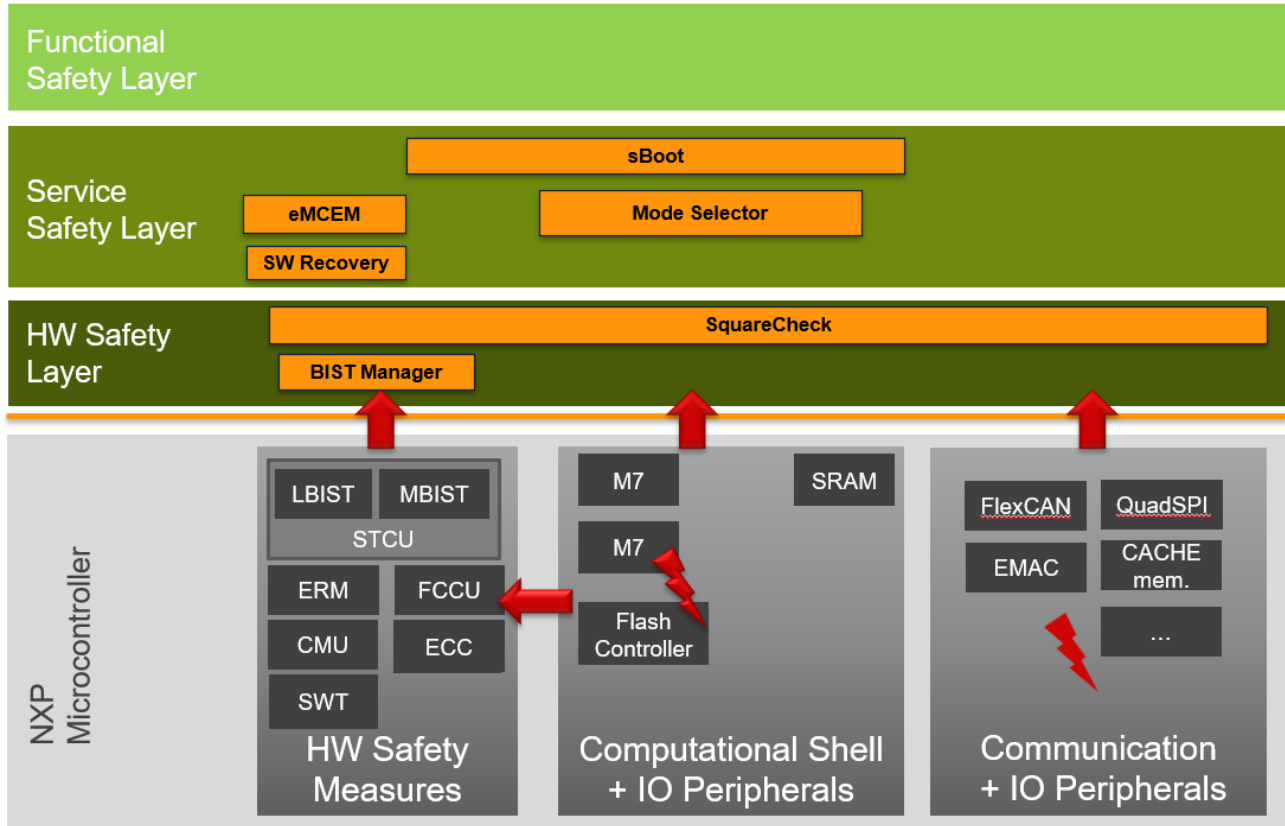 Functional
Safety Layer
sBoot
Service
Safety Layer
eMCEM
Mode Selector
SW Recovery
HW Safety
Layer
SquareCheck
BIST Manager
NXP
Microcontroller
LBIST
MBIST
STCU
ERM
FCCU
CMU
ECC
SWT
HW Safety
Measures
M7
SRAM
M7
Flash
Controller
Computational Shell
+ IO Peripherals
FlexCAN
QuadSPI
EMAC
CACHE
mem.
...
Communication
+ IO Peripherals